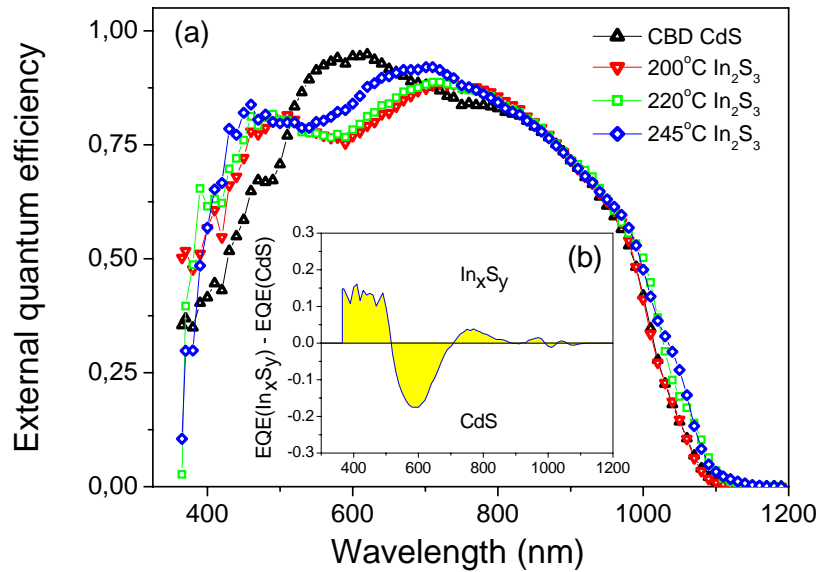 (a)
CBD CdS
200°C In₂S₃
220°C In₂S₃
245°C In₂S₃
External quantum efficiency
1,00
0,75
0,50
0,25
0,00
400 600 800 1000 1200
Wavelength (nm)
(b)
EQE(InₓSᵧ) - EQE(CdS)
0.3
0.2
0.1
0.0
-0.1
-0.2
-0.3
InₓSᵧ
CdS
400 600 800 1000 1200